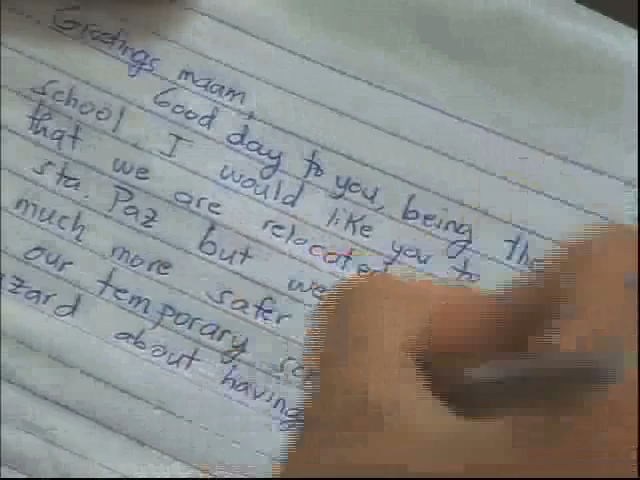 Greetings maam,
Good day to you, being the
school, I would like you to
that we are relocated
sta. Paz but we
much more safer
our temporary
zard about having